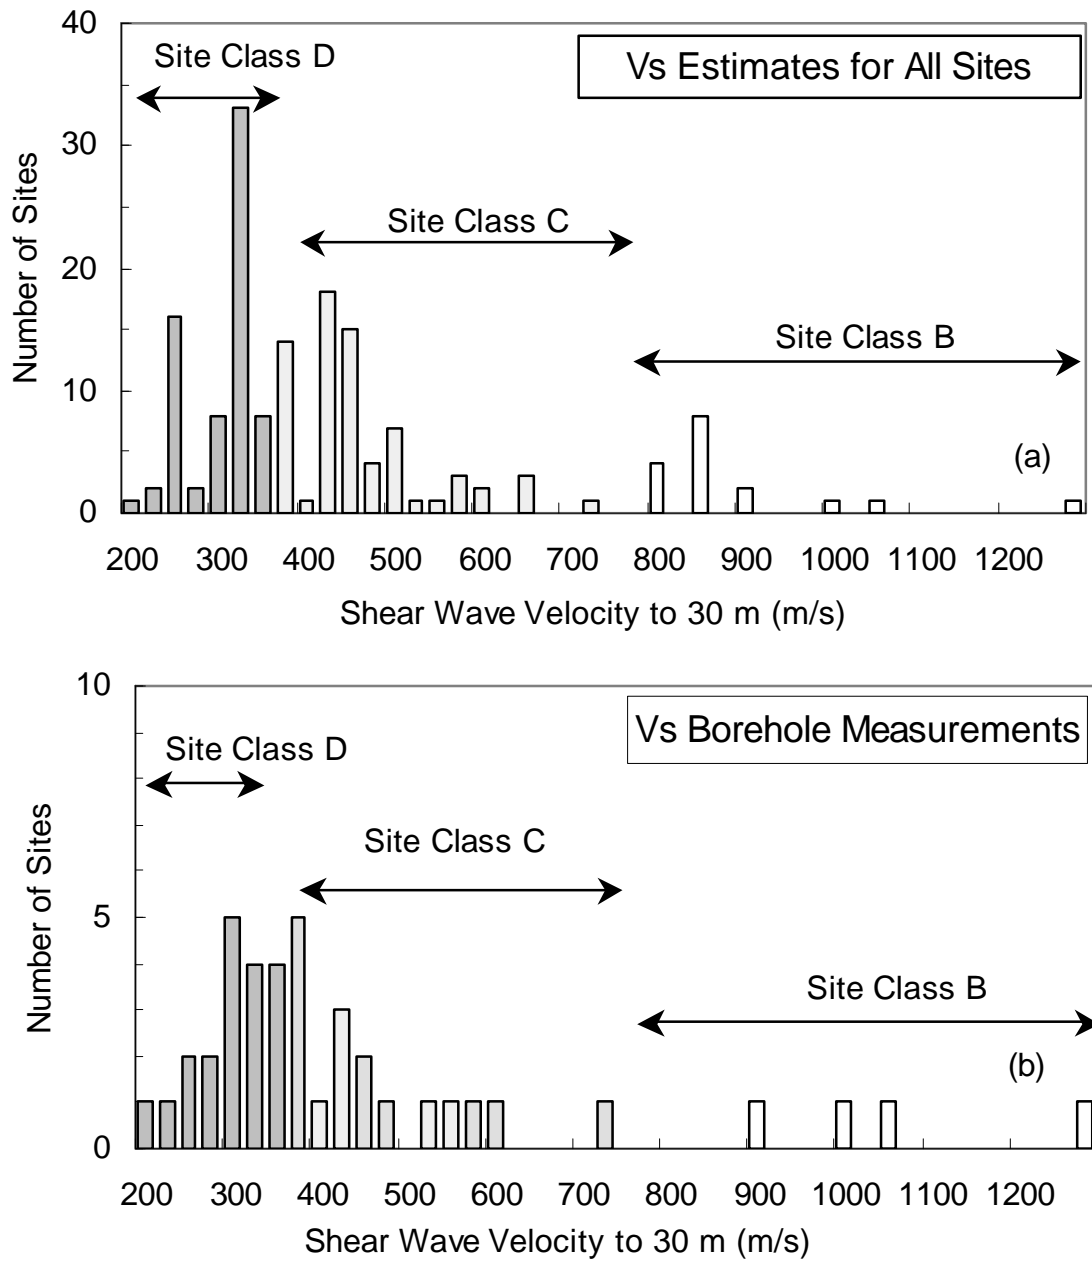 40
Site Class D
Vs Estimates for All Sites
30
Site Class C
20
Site Class B
10
(a)
0
Number of Sites
200 300 400 500 600 700 800 900 1000 1100 1200
Shear Wave Velocity to 30 m (m/s)
10
Vs Borehole Measurements
Site Class D
Site Class C
5
Site Class B
(b)
0
Number of Sites
200 300 400 500 600 700 800 900 1000 1100 1200
Shear Wave Velocity to 30 m (m/s)